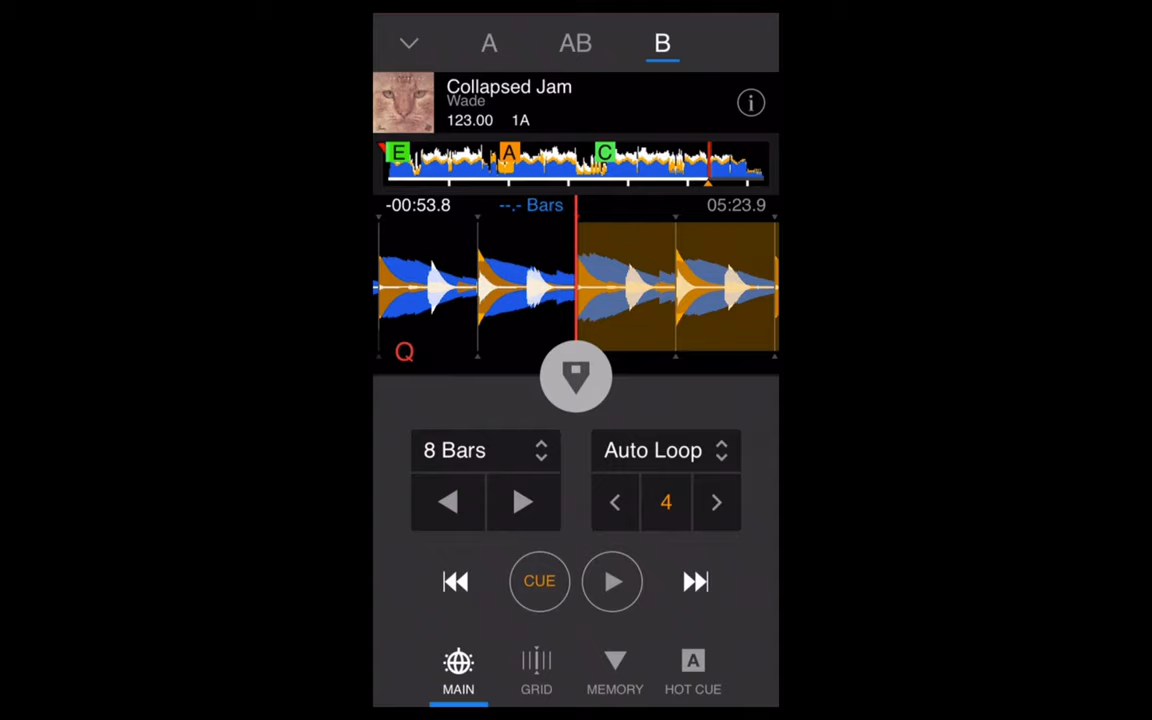 A AB B
Collapsed Jam
Wade
123.00 1A
i
E A C
-00:53.8 --.- Bars 05:23.9
Q
8 Bars Auto Loop
4
CUE
MAIN GRID MEMORY A HOT CUE